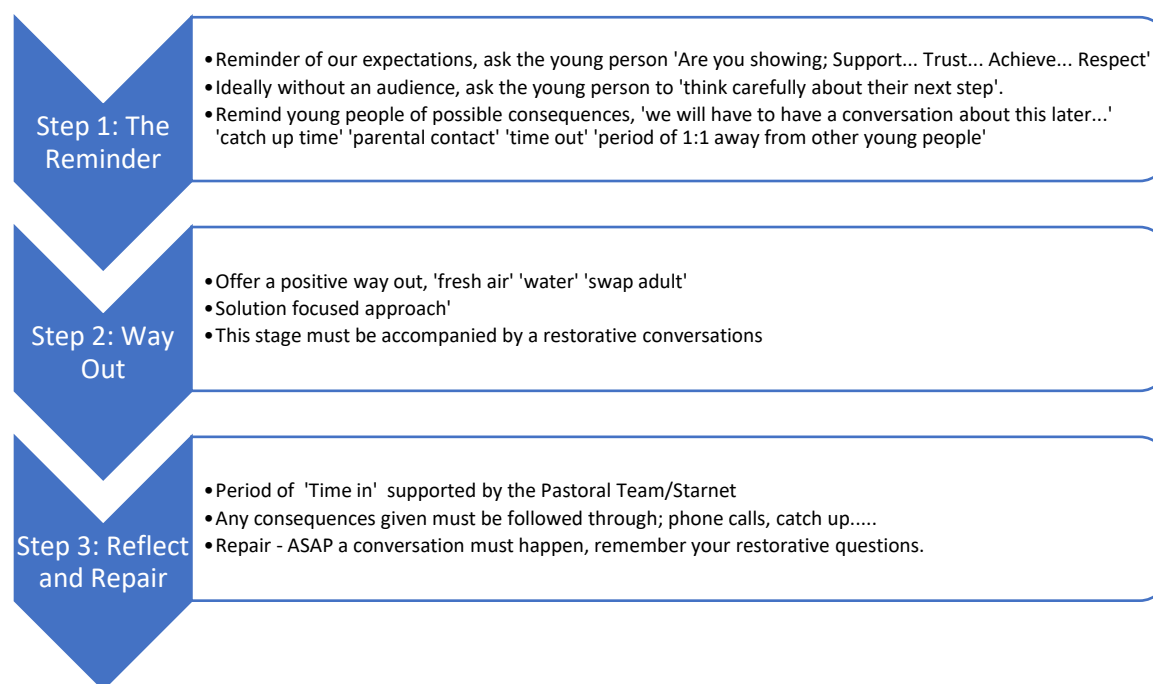 Step 1: The
Reminder
•Reminder of our expectations, ask the young person 'Are you showing; Support... Trust... Achieve... Respect'
•Ideally without an audience, ask the young person to 'think carefully about their next step'.
•Remind young people of possible consequences, 'we will have to have a conversation about this later...'
'catch up time' 'parental contact' 'time out' 'period of 1:1 away from other young people'
Step 2: Way
Out
•Offer a positive way out, 'fresh air' 'water' 'swap adult'
•Solution focused approach'
•This stage must be accompanied by a restorative conversations
Step 3: Reflect
and Repair
•Period of 'Time in' supported by the Pastoral Team/Starnet
•Any consequences given must be followed through; phone calls, catch up.....
•Repair - ASAP a conversation must happen, remember your restorative questions.